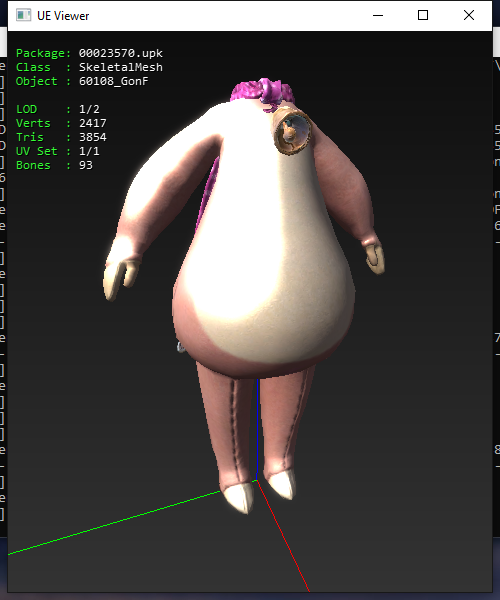 UE Viewer
Package: 00023570.upk
Class : SkeletalMesh
Object : 60108_GonF
LOD : 1/2
Verts : 2417
Tris : 3854
UV Set : 1/1
Bones : 93